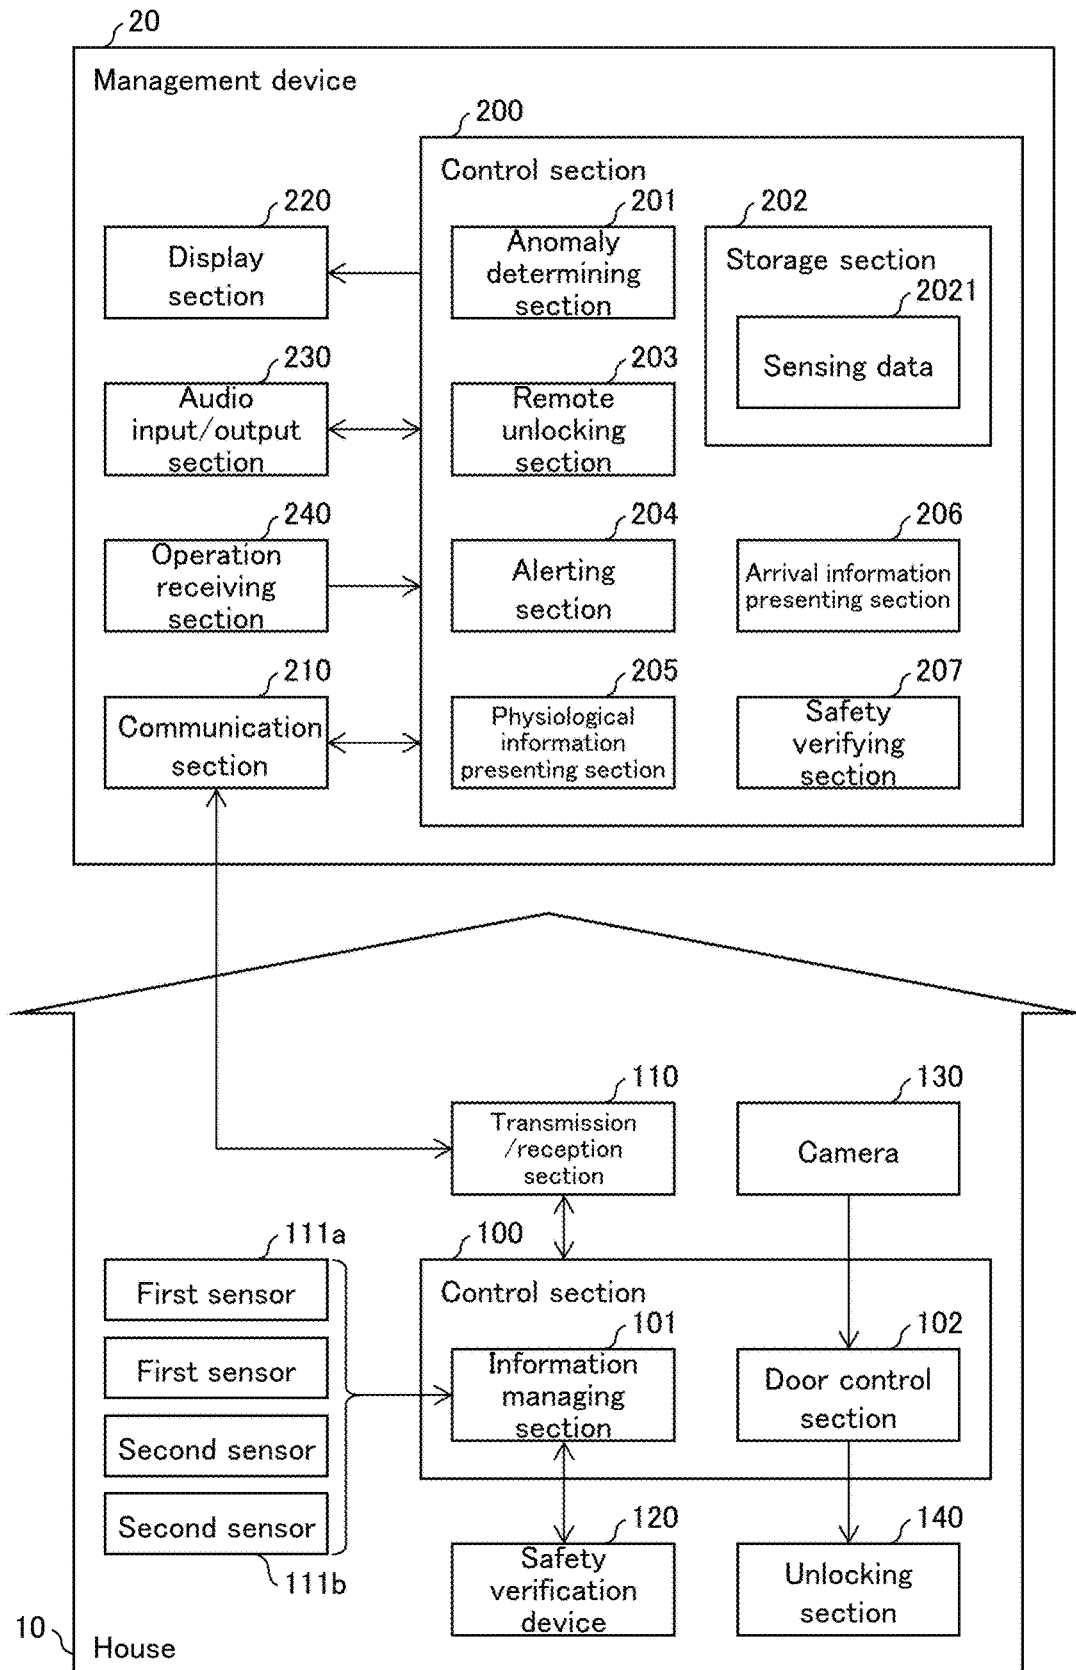 20
Management device
200
Control section
220
Display
section
201
Anomaly
determining
section
202
Storage section
2021
Sensing data
230
Audio
input/output
section
203
Remote
unlocking
section
240
Operation
receiving
section
204
Alerting
section
206
Arrival information
presenting section
210
Communication
section
205
Physiological
information
presenting section
207
Safety
verifying
section
110
Transmission
/reception
section
130
Camera
111a
First sensor
First sensor
Second sensor
Second sensor
111b
100
Control section
101
Information
managing
section
102
Door control
section
120
Safety
verification
device
140
Unlocking
section
10
House